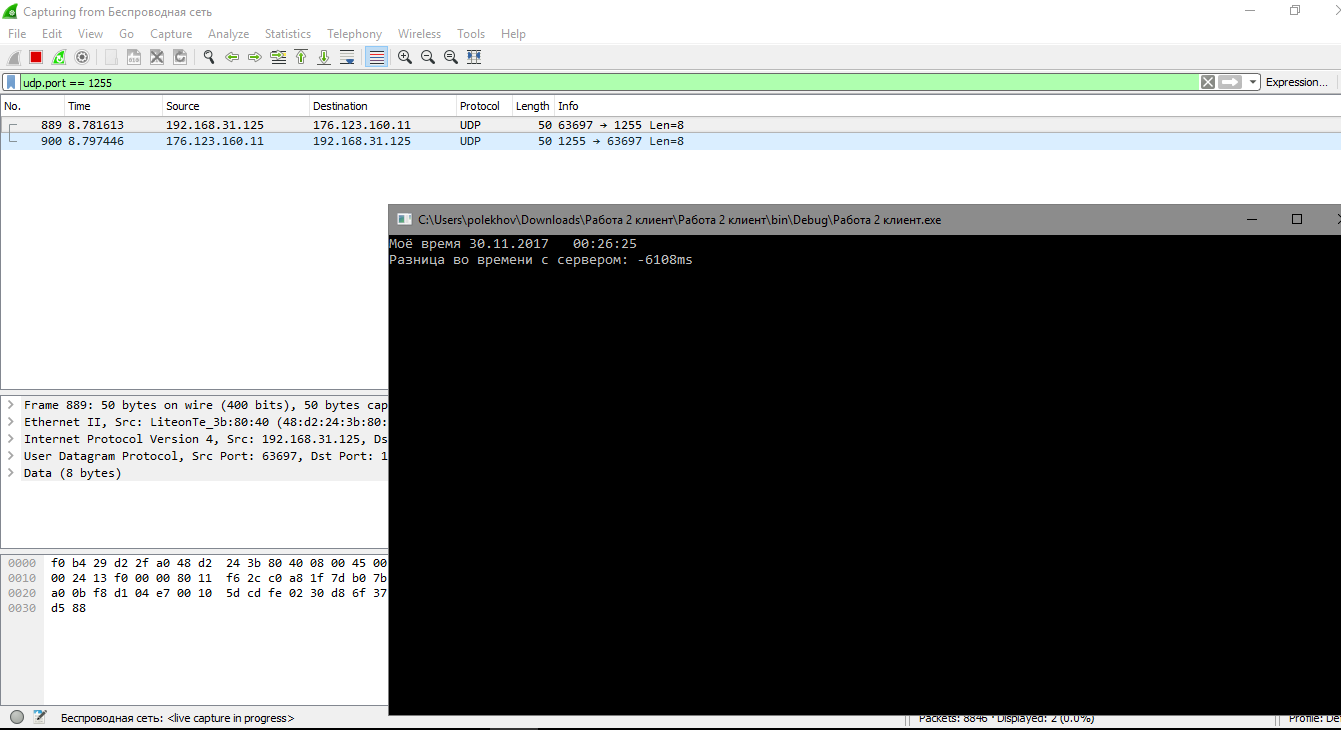 Capturing from Беспроводная сеть
File Edit View Go Capture Analyze Statistics Telephony Wireless Tools Help
udp.port == 1255 Expression...
No. Time Source Destination Protocol Length Info
889 8.781613 192.168.31.125 176.123.160.11 UDP 50 63697 → 1255 Len=8
900 8.797446 176.123.160.11 192.168.31.125 UDP 50 1255 → 63697 Len=8
C:\Users\polekhov\Downloads\Работа 2 клиент\Работа 2 клиент\bin\Debug\Работа 2 клиент.exe
Моё время 30.11.2017 00:26:25
Разница во времени с сервером: -6108ms
Frame 889: 50 bytes on wire (400 bits), 50 bytes cap
Ethernet II, Src: LiteonTe_3b:80:40 (48:d2:24:3b:80:
Internet Protocol Version 4, Src: 192.168.31.125, Ds
User Datagram Protocol, Src Port: 63697, Dst Port: 1
Data (8 bytes)
0000 f0 b4 29 d2 2f a0 48 d2 24 3b 80 40 08 00 45 00
0010 00 24 13 f0 00 00 80 11 f6 2c c0 a8 1f 7d b0 7b
0020 a0 0b f8 d1 04 e7 00 10 5d cd fe 02 30 d8 6f 37
0030 d5 88
Беспроводная сеть: <live capture in progress> Packets: 8846 · Displayed: 2 (0.0%) Profile: De